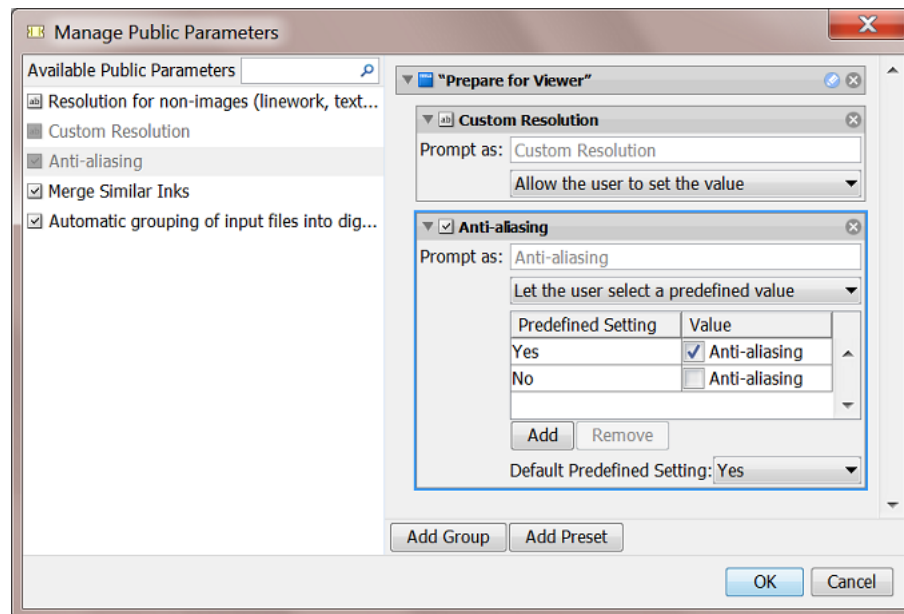 Manage Public Parameters
Available Public Parameters
Resolution for non-images (linework, text...
Custom Resolution
Anti-aliasing
Merge Similar Inks
Automatic grouping of input files into dig...
"Prepare for Viewer"
Custom Resolution
Prompt as: Custom Resolution
Allow the user to set the value
Anti-aliasing
Prompt as: Anti-aliasing
Let the user select a predefined value
Predefined Setting Value
Yes Anti-aliasing
No Anti-aliasing
Add Remove
Default Predefined Setting: Yes
Add Group Add Preset
OK Cancel